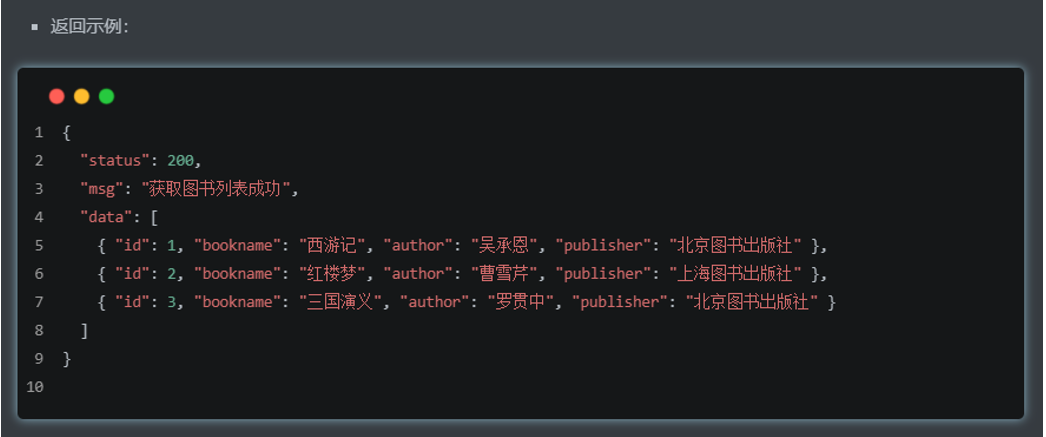 ▪ 返回示例：
1 {
2   "status": 200,
3   "msg": "获取图书列表成功",
4   "data": [
5     { "id": 1, "bookname": "西游记", "author": "吴承恩", "publisher": "北京图书出版社" },
6     { "id": 2, "bookname": "红楼梦", "author": "曹雪芹", "publisher": "上海图书出版社" },
7     { "id": 3, "bookname": "三国演义", "author": "罗贯中", "publisher": "北京图书出版社" }
8   ]
9 }
10